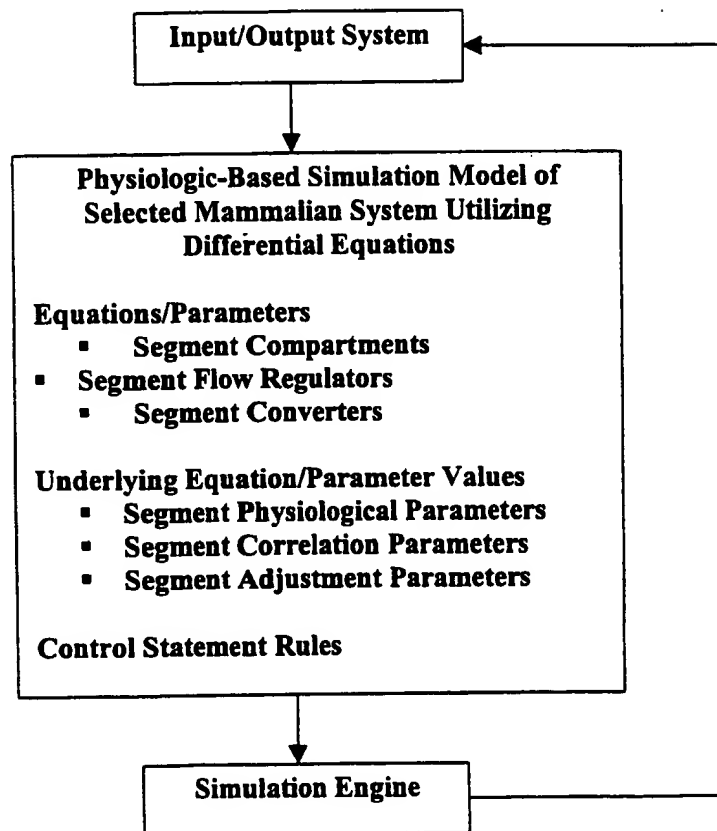 Input/Output System
Physiologic-Based Simulation Model of
Selected Mammalian System Utilizing
Differential Equations
Equations/Parameters
▪ Segment Compartments
▪ Segment Flow Regulators
▪ Segment Converters
Underlying Equation/Parameter Values
▪ Segment Physiological Parameters
▪ Segment Correlation Parameters
▪ Segment Adjustment Parameters
Control Statement Rules
Simulation Engine